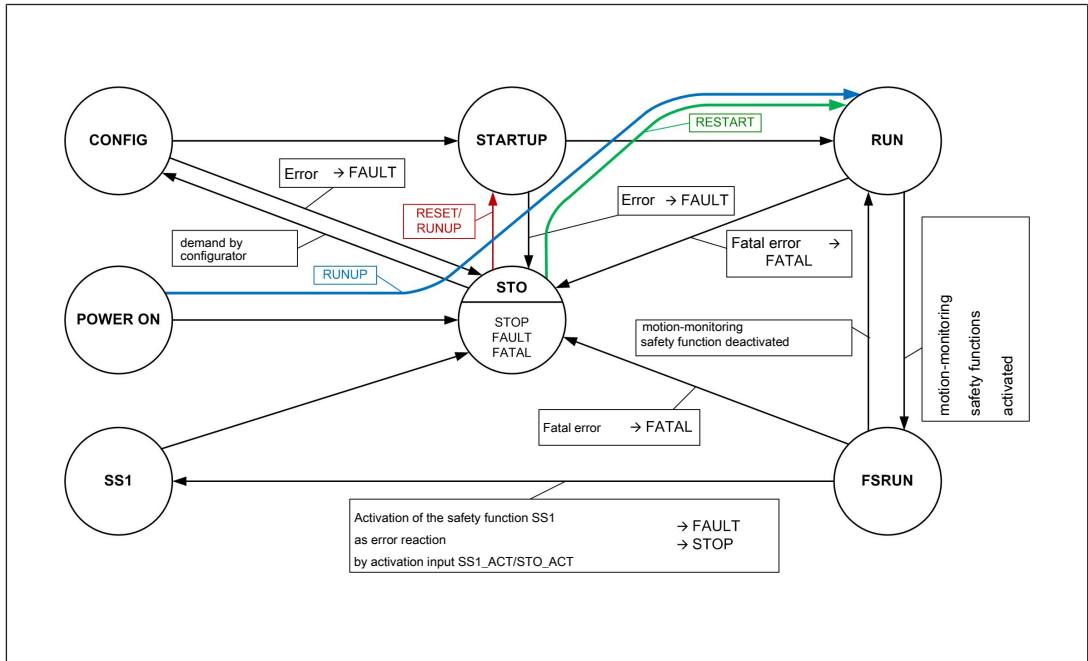 CONFIG
STARTUP
RUN
RESTART
Error → FAULT
RESET/
RUNUP
Error → FAULT
demand by
configurator
Fatal error →
FATAL
RUNUP
STO
STOP
FAULT
FATAL
POWER ON
motion-monitoring
safety function deactivated
motion-monitoring
safety functions
activated
Fatal error → FATAL
SS1
FSRUN
Activation of the safety function SS1 → FAULT
as error reaction → STOP
by activation input SS1_ACT/STO_ACT